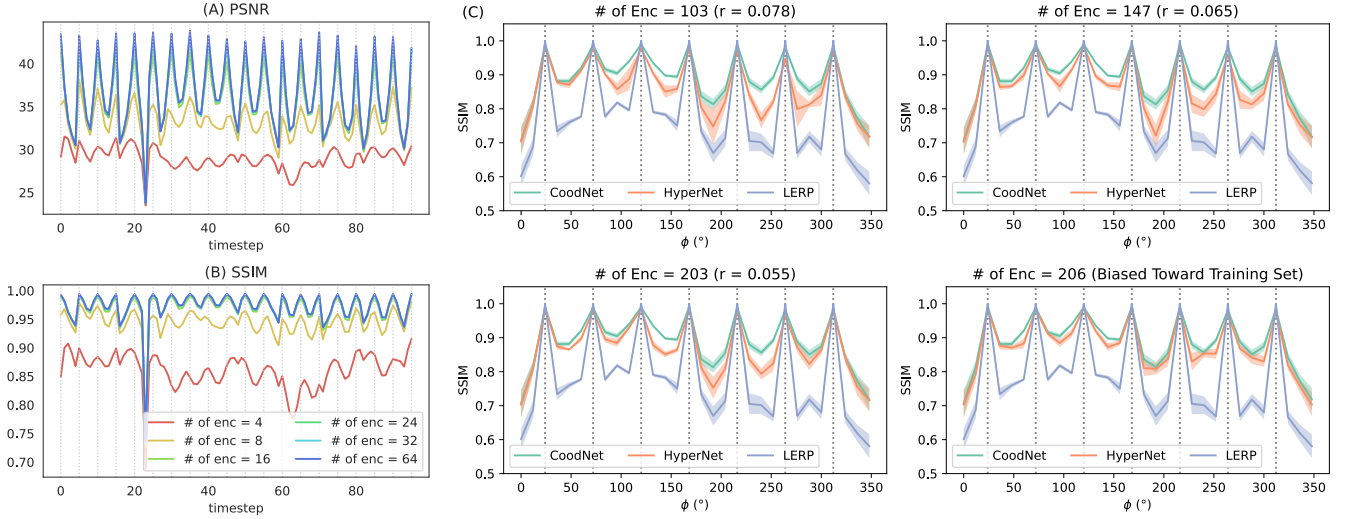 (A) PSNR
40
35
30
25
0 20 40 60 80
timestep
(B) SSIM
1.00
0.95
0.90
0.85
0.80
0.75
0.70
# of enc = 4
# of enc = 8
# of enc = 16
# of enc = 24
# of enc = 32
# of enc = 64
0 20 40 60 80
timestep
(C)
# of Enc = 103 (r = 0.078)
SSIM
1.0
0.9
0.8
0.7
0.6
0.5
CoodNet HyperNet LERP
0 50 100 150 200 250 300 350
ϕ (°)
# of Enc = 147 (r = 0.065)
SSIM
1.0
0.9
0.8
0.7
0.6
0.5
CoodNet HyperNet LERP
0 50 100 150 200 250 300 350
ϕ (°)
# of Enc = 203 (r = 0.055)
SSIM
1.0
0.9
0.8
0.7
0.6
0.5
CoodNet HyperNet LERP
0 50 100 150 200 250 300 350
ϕ (°)
# of Enc = 206 (Biased Toward Training Set)
SSIM
1.0
0.9
0.8
0.7
0.6
0.5
CoodNet HyperNet LERP
0 50 100 150 200 250 300 350
ϕ (°)